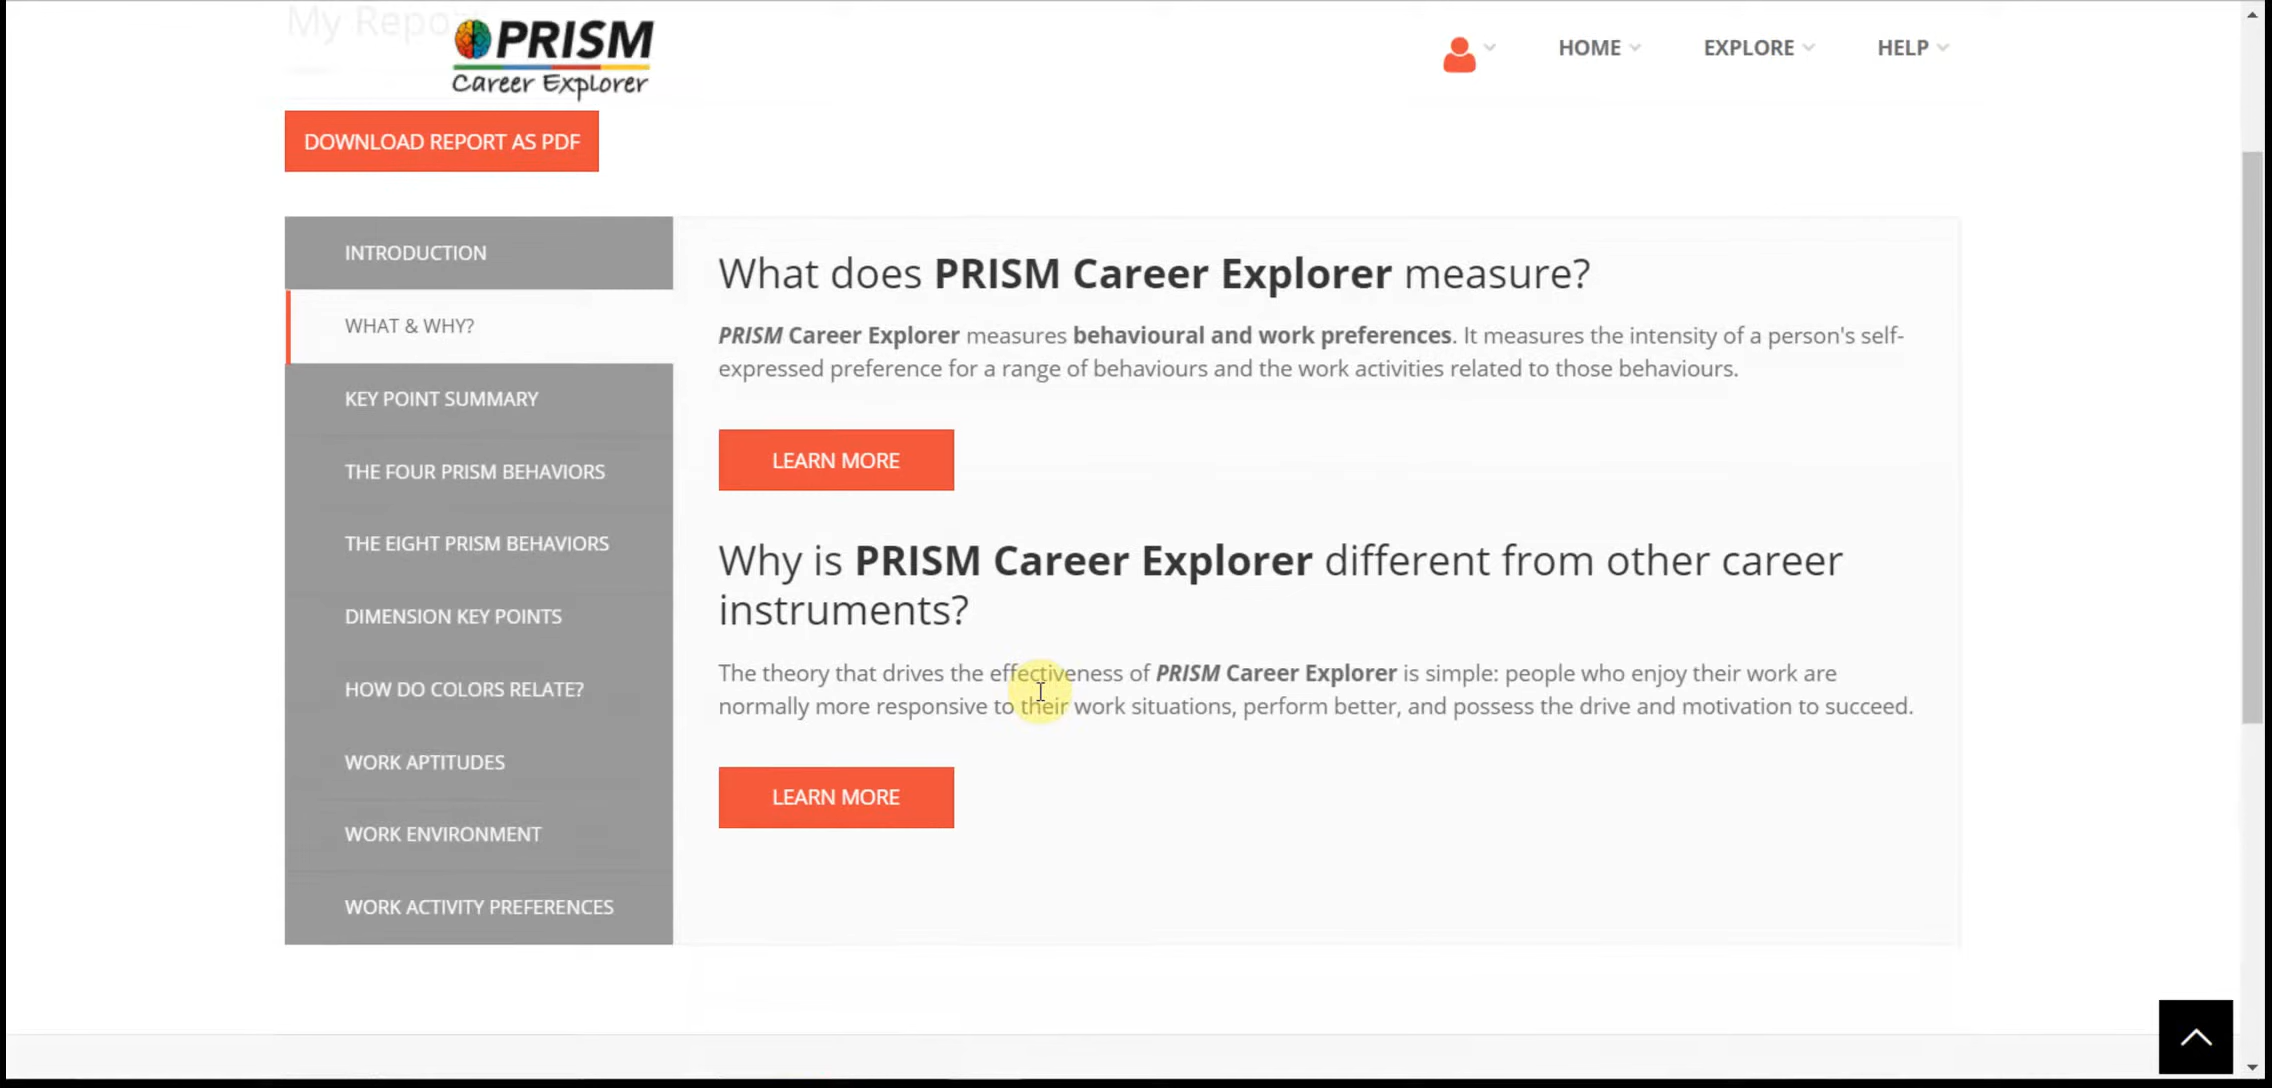 My Repor
PRISM
Career Explorer
HOME
EXPLORE
HELP
DOWNLOAD REPORT AS PDF
INTRODUCTION
WHAT & WHY?
KEY POINT SUMMARY
THE FOUR PRISM BEHAVIORS
THE EIGHT PRISM BEHAVIORS
DIMENSION KEY POINTS
HOW DO COLORS RELATE?
WORK APTITUDES
WORK ENVIRONMENT
WORK ACTIVITY PREFERENCES
What does PRISM Career Explorer measure?
PRISM Career Explorer measures behavioural and work preferences. It measures the intensity of a person's self-
expressed preference for a range of behaviours and the work activities related to those behaviours.
LEARN MORE
Why is PRISM Career Explorer different from other career
instruments?
The theory that drives the effectiveness of PRISM Career Explorer is simple: people who enjoy their work are
normally more responsive to their work situations, perform better, and possess the drive and motivation to succeed.
LEARN MORE